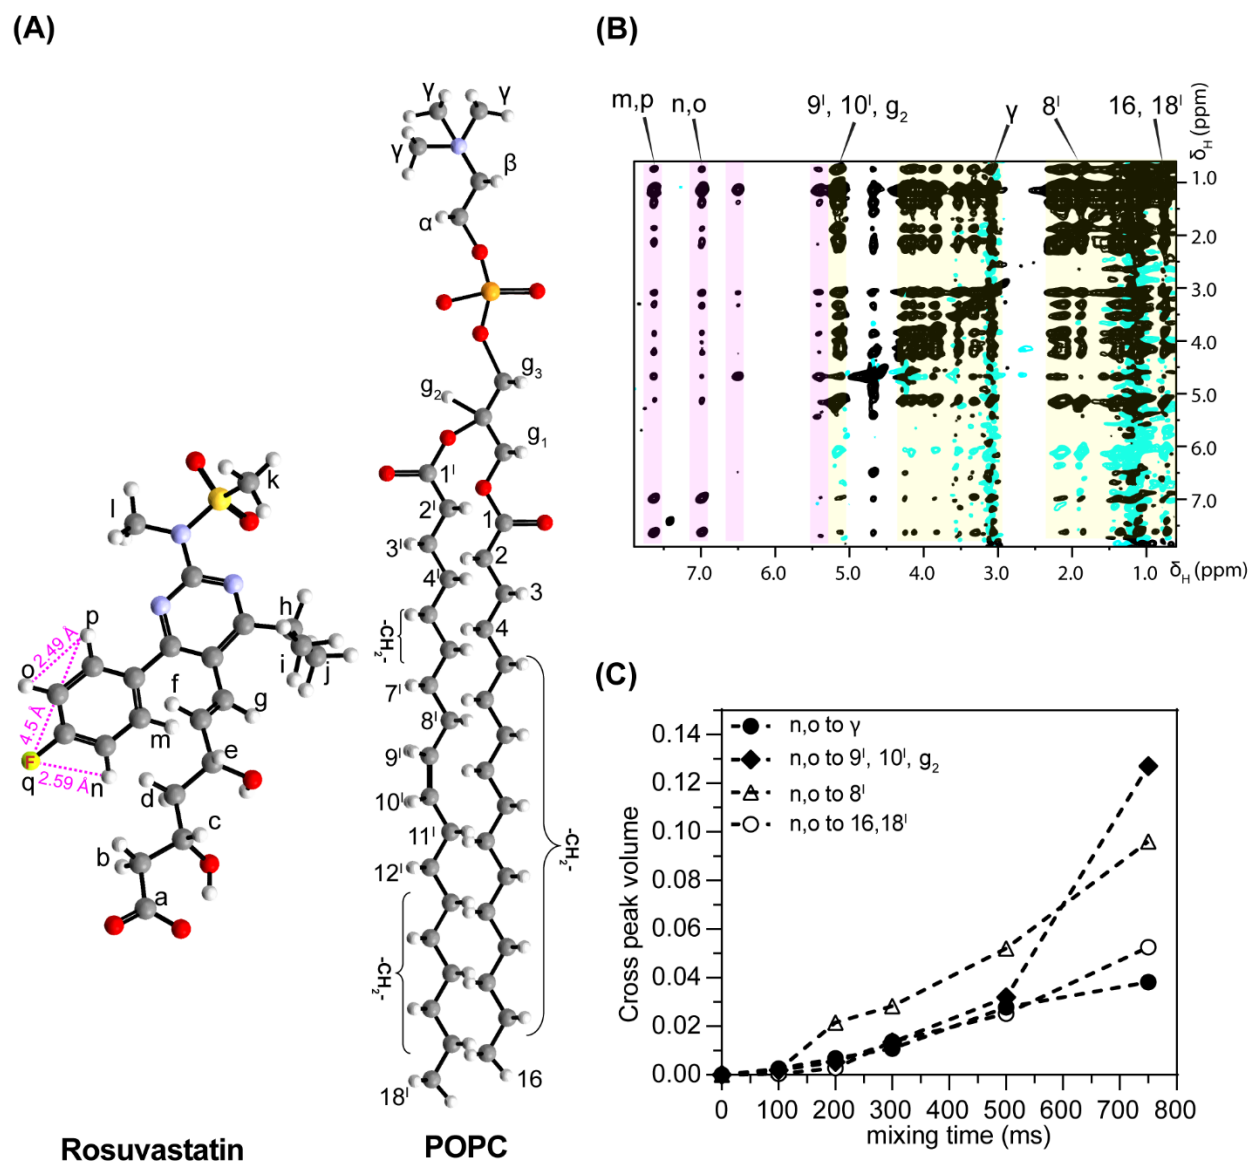 (A)
(B)
γ
γ
γ
β
α
g₃
g₂
g₁
1ᴵ
2ᴵ
1
3ᴵ
2
4ᴵ
3
4
-CH₂-
7ᴵ
8ᴵ
9ᴵ
10ᴵ
11ᴵ
12ᴵ
-CH₂-
-CH₂-
16
18ᴵ
k
l
p
h
2.49 Å
i
j
o
f
g
4.5 Å
m
e
F
q
2.59 Å
n
d
c
b
a
Rosuvastatin
POPC
m,p
n,o
9ᴵ, 10ᴵ, g₂
γ
8ᴵ
16, 18ᴵ
δH (ppm)
1.0
2.0
3.0
4.0
5.0
6.0
7.0
7.0 6.0 5.0 4.0 3.0 2.0 1.0 δH (ppm)
(C)
n,o to γ
n,o to 9ᴵ, 10ᴵ, g₂
n,o to 8ᴵ
n,o to 16,18ᴵ
Cross peak volume
0.14
0.12
0.10
0.08
0.06
0.04
0.02
0.00
0 100 200 300 400 500 600 700 800
mixing time (ms)